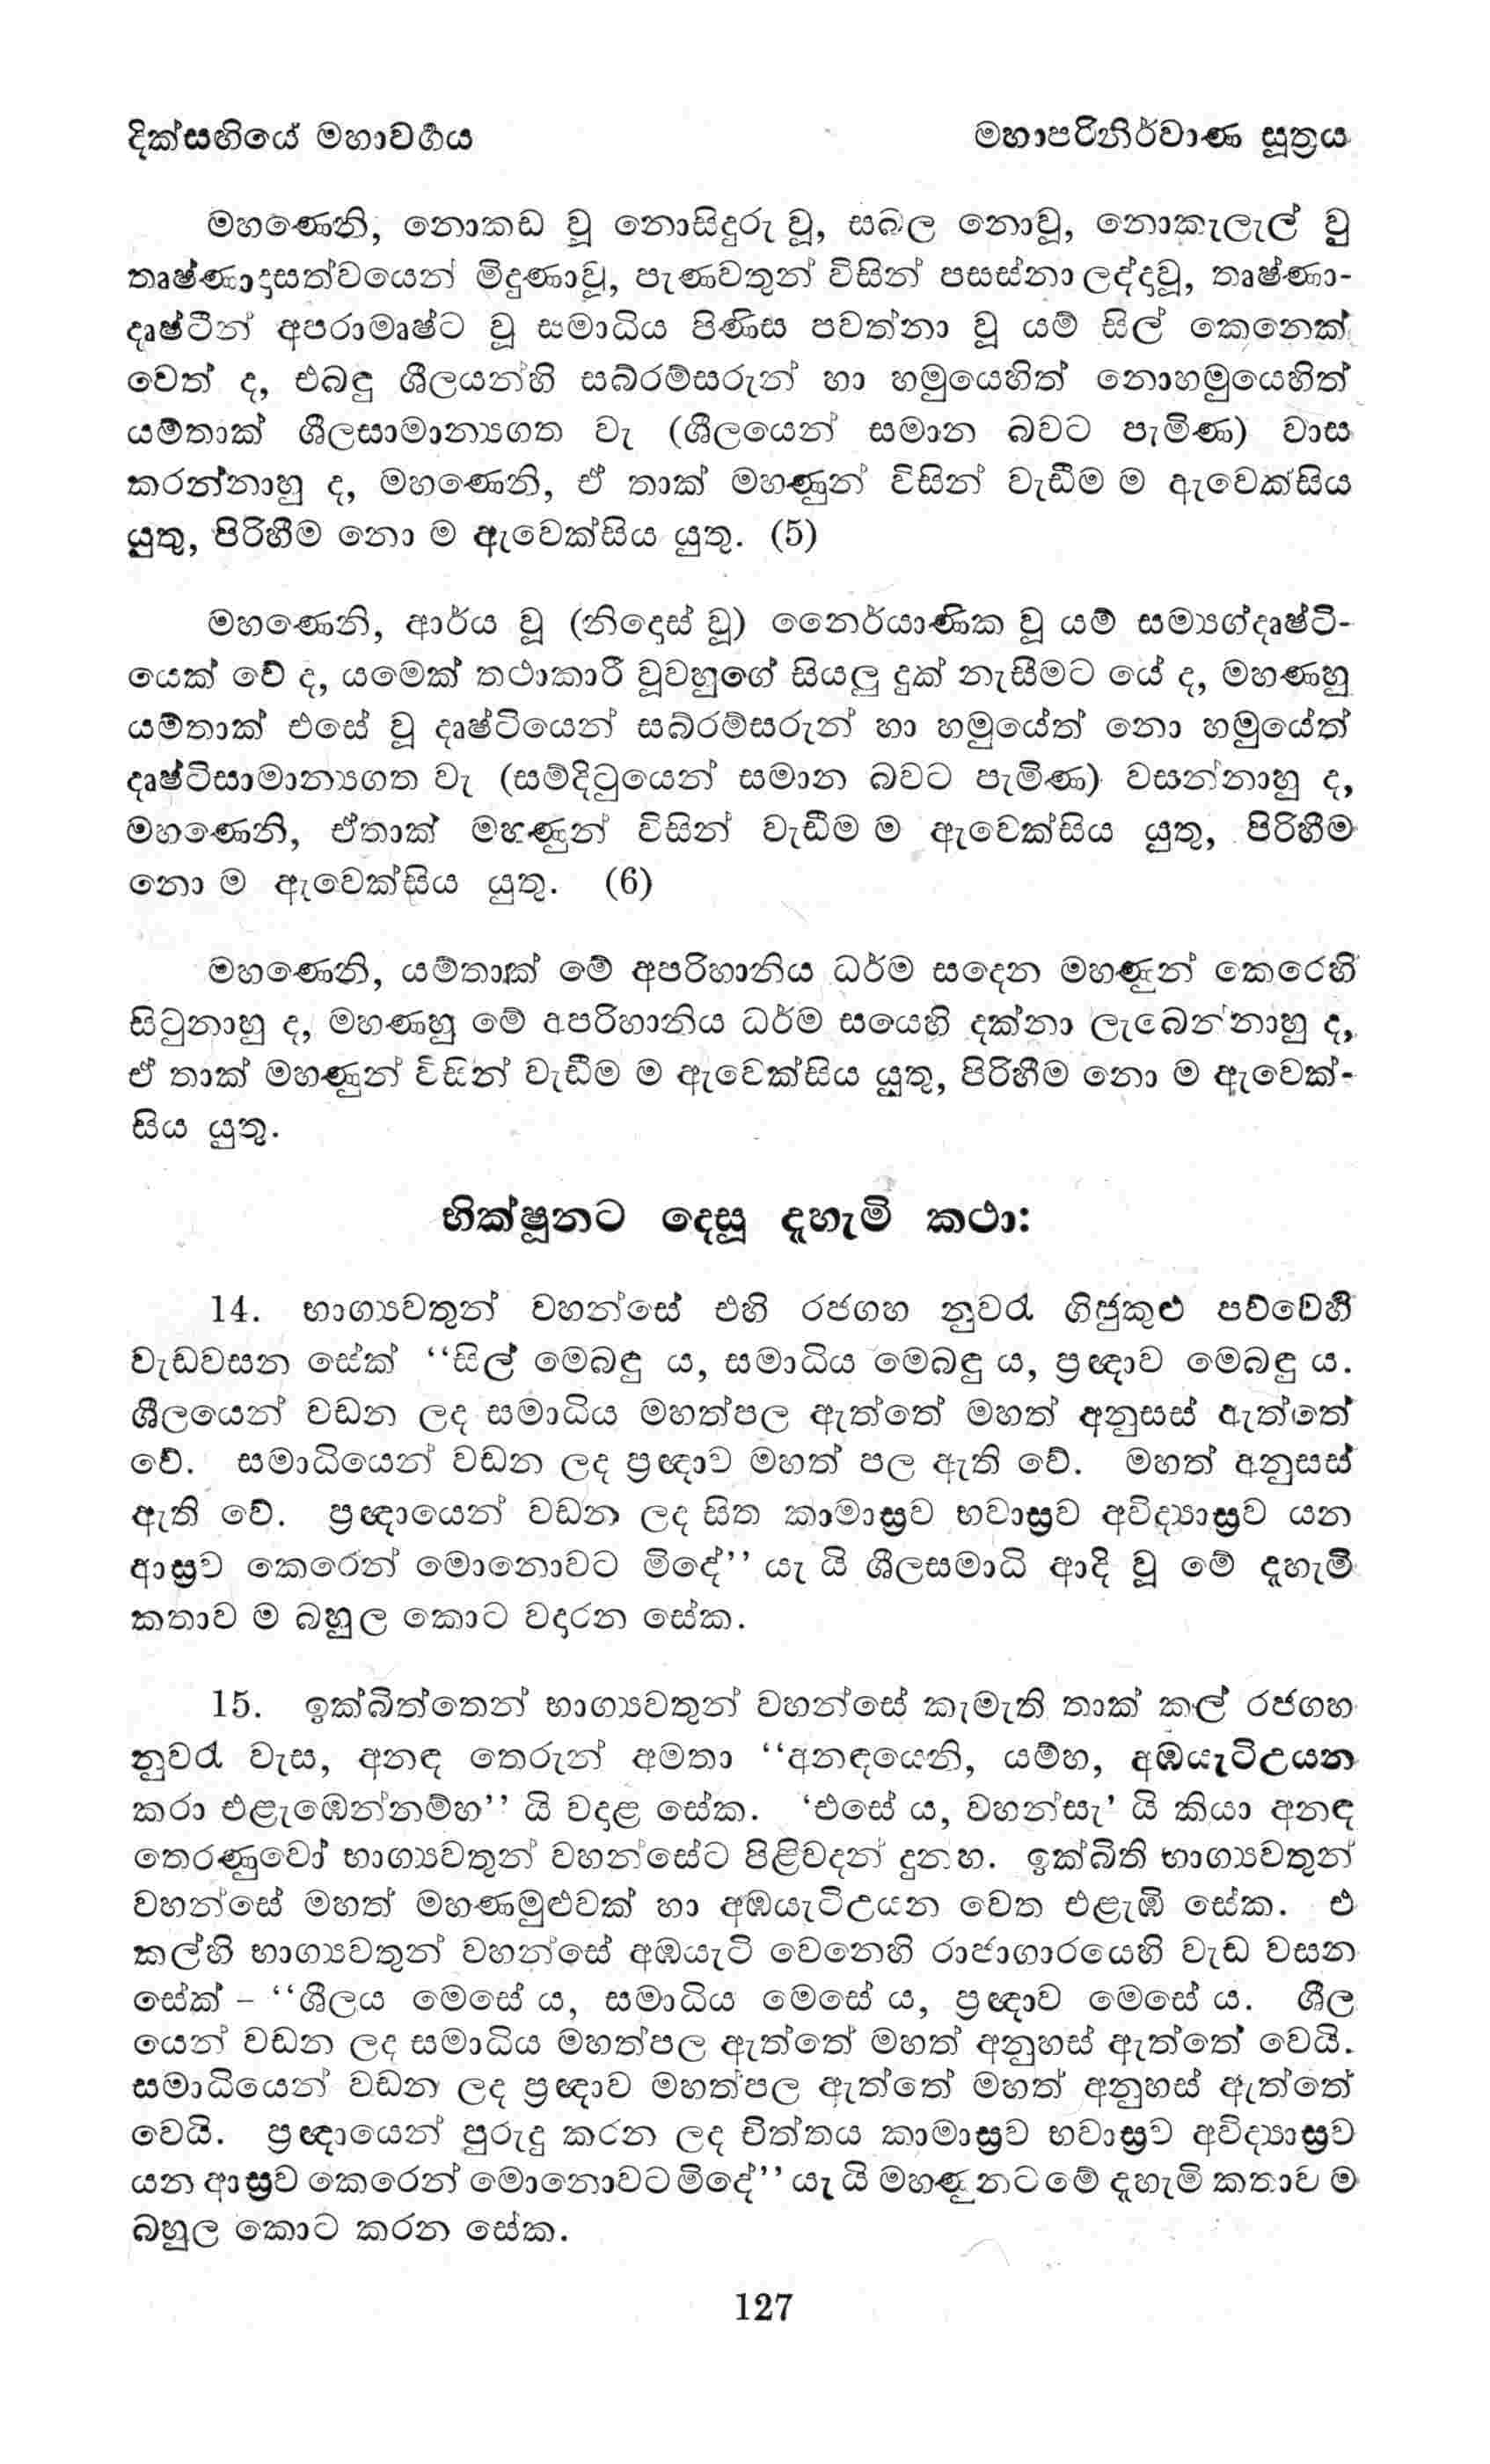 දික්සඟියේ මහාවර්‍ගය
මහාපරිනිර්වාණ සූත්‍රය
මහණෙනි, නොකඩ වූ නොසිදුරු වූ, සබල නොවූ, නොකැලැල් වු
තෘෂ්ණාදාසත්වයෙන් මිදුණාවූ, පැණවතුන් විසින් පසස්නා ලද්දාවූ, තෘෂ්ණා-
දෘෂ්ටීන් අපරාමෘෂ්ට වූ සමාධිය පිණිස පවත්නා වූ යම් සිල් කෙනෙක්
වෙත් ද, එබඳු ශීලයන්හි සබ්රම්සරුන් හා හමුයෙහිත් නොහමුයෙහිත්
යම්තාක් ශීලසාමාන්‍යගත වැ (ශීලයෙන් සමාන බවට පැමිණ) වාස
කරන්නාහු ද, මහණෙනි, ඒ තාක් මහණුන් විසින් වැඩීම ම ඇවෙක්සිය
යුතු, පිරිහීම නො ම ඇවෙක්සිය යුතු. (5)
මහණෙනි, ආර්ය වූ (නිදොස් වූ) නෛර්යාණික වූ යම් සම්‍යග්දෘෂ්ටි-
යෙක් වේ ද, යමෙක් තථාකාරී වූවහුගේ සියලු දුක් නැසීමට යේ ද, මහණහු
යම්තාක් එසේ වූ දෘෂ්ටියෙන් සබ්රම්සරුන් හා හමුයේත් නො හමුයේත්
දෘෂ්ටිසාමාන්‍යගත වැ (සම්දිටුයෙන් සමාන බවට පැමිණ) වසන්නාහු ද,
මහණෙනි, ඒතාක් මහණුන් විසින් වැඩීම ම ඇවෙක්සිය යුතු, පිරිහීම
නො ම ඇවෙක්සිය යුතු. (6)
මහණෙනි, යම්තාක් මේ අපරිහානිය ධර්ම සදෙන මහණුන් කෙරෙහි
සිටුනාහු ද, මහණහු මේ අපරිහානිය ධර්ම සයෙහි දක්නා ලැබෙන්නාහු ද,
ඒ තාක් මහණුන් විසින් වැඩීම ම ඇවෙක්සිය යුතු, පිරිහීම නො ම ඇවෙක්-
සිය යුතු.
භික්ෂූනට දෙසූ දැහැමි කථා:
14. භාග්‍යවතුන් වහන්සේ එහි රජගහ නුවරැ ගිජුකුළු පව්වෙහි
වැඩවසන සේක් “සිල් මෙබඳු ය, සමාධිය මෙබඳු ය, ප්‍රඥාව මෙබඳු ය.
ශීලයෙන් වඩන ලද සමාධිය මහත්පල ඇත්තේ මහත් අනුසස් ඇත්තේ
වේ. සමාධියෙන් වඩන ලද ප්‍රඥාව මහත් පල ඇති වේ. මහත් අනුසස්
ඇති වේ. ප්‍රඥායෙන් වඩන ලද සිත කාමාස්‍රව භවාස්‍රව අවිද්‍යාස්‍රව යන
ආස්‍රව කෙරෙන් මොනොවට මිදේ” යැ යි ශීලසමාධි ආදි වූ මේ දැහැමි
කතාව ම බහුල කොට වදාරන සේක.
15. ඉක්බිත්තෙන් භාග්‍යවතුන් වහන්සේ කැමැති තාක් කල් රජගහ
නුවරැ වැස, අනඳ තෙරුන් අමතා “අනඳයෙනි, යම්හ, අඹයැටිඋයන
කරා එළැඹෙන්නම්හ” යි වදාළ සේක. ‘එසේ ය, වහන්සැ’ යි කියා අනඳ
තෙරණුවෝ භාග්‍යවතුන් වහන්සේට පිළිවදන් දුනහ. ඉක්බිති භාග්‍යවතුන්
වහන්සේ මහත් මහණමුළුවක් හා අඹයැටිඋයන වෙත එළැඹි සේක. එ
කල්හි භාග්‍යවතුන් වහන්සේ අඹයැටි වෙනෙහි රාජාගාරයෙහි වැඩ වසන
සේක් – “ශීලය මෙසේ ය, සමාධිය මෙසේ ය, ප්‍රඥාව මෙසේ ය. ශීල
යෙන් වඩන ලද සමාධිය මහත්පල ඇත්තේ මහත් අනුහස් ඇත්තේ වෙයි.
සමාධියෙන් වඩන ලද ප්‍රඥාව මහත්පල ඇත්තේ මහත් අනුහස් ඇත්තේ
වෙයි. ප්‍රඥායෙන් පුරුදු කරන ලද චිත්තය කාමාස්‍රව භවාස්‍රව අවිද්‍යාස්‍රව
යන ආස්‍රව කෙරෙන් මොනොවට මිදේ” යැ යි මහණුනට මේ දැහැමි කතාව ම
බහුල කොට කරන සේක.
127